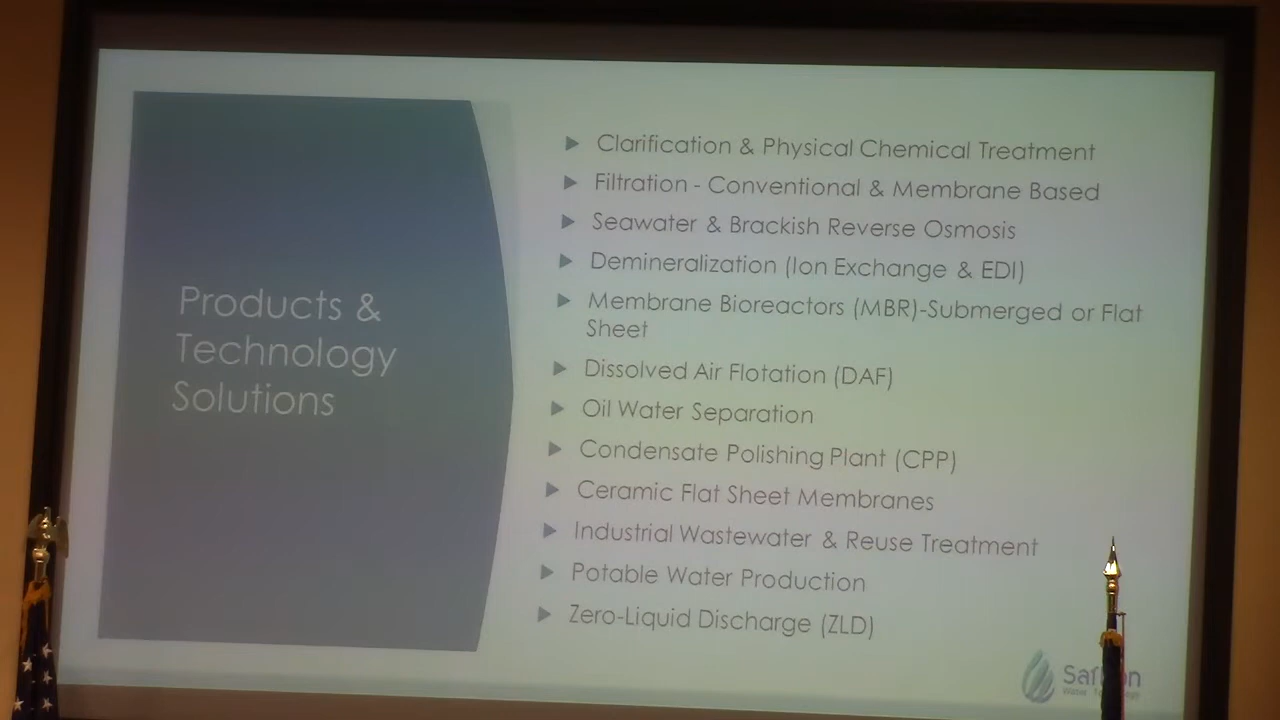 Products &
Technology
Solutions
Clarification & Physical Chemical Treatment
Filtration - Conventional & Membrane Based
Seawater & Brackish Reverse Osmosis
Demineralization (Ion Exchange & EDI)
Membrane Bioreactors (MBR)-Submerged or Flat
Sheet
Dissolved Air Flotation (DAF)
Oil Water Separation
Condensate Polishing Plant (CPP)
Ceramic Flat Sheet Membranes
Industrial Wastewater & Reuse Treatment
Potable Water Production
Zero-Liquid Discharge (ZLD)
Water